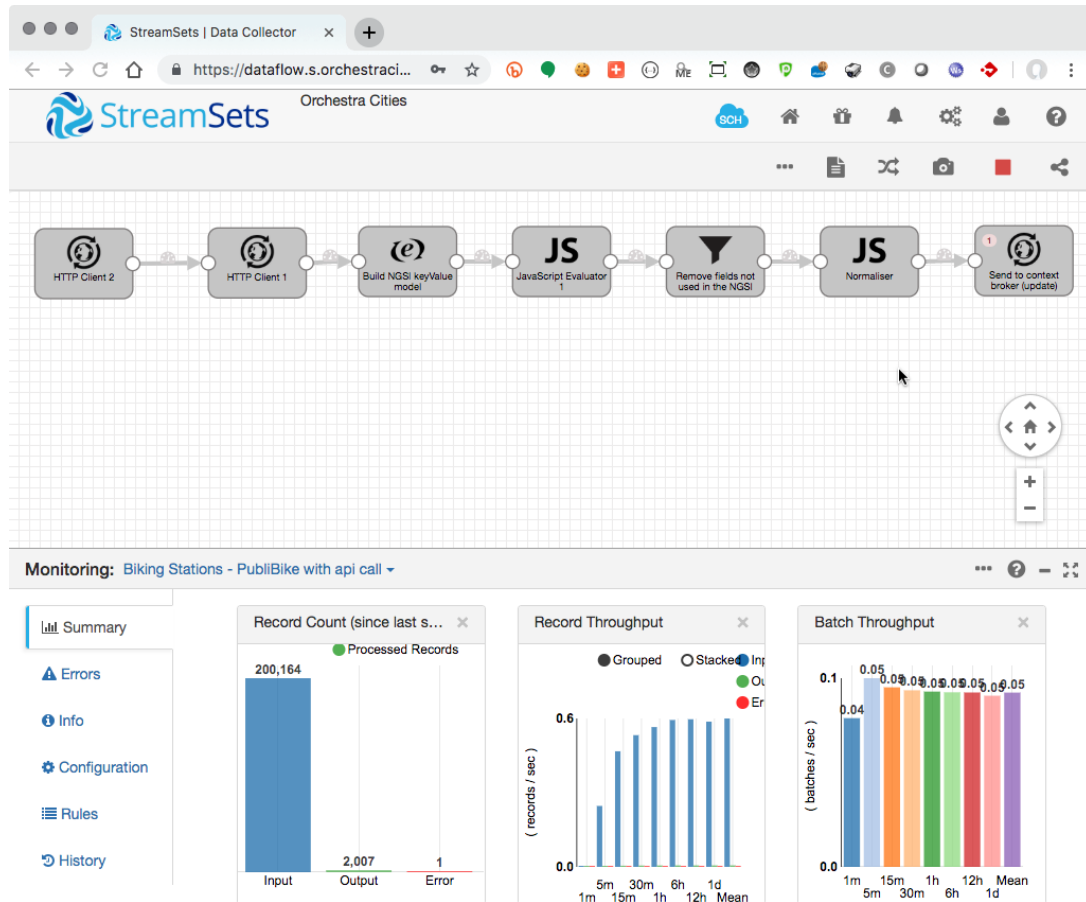 StreamSets | Data Collector
https://dataflow.s.orchestraci...
StreamSets
Orchestra Cities
SCH
HTTP Client 2
HTTP Client 1
(e)
Build NGSI keyValue
model
JS
JavaScript Evaluator
1
Remove fields not
used in the NGSI
JS
Normaliser
1
Send to context
broker (update)
Monitoring: Biking Stations - PubliBike with api call
Summary
Errors
Info
Configuration
Rules
History
Record Count (since last s...
Processed Records
200,164
2,007
1
Input Output Error
Record Throughput
Grouped Stacked Inp
Ou
Er
0.6
( records / sec )
0.0
5m 30m 6h 1d
1m 15m 1h 12h Mean
Batch Throughput
0.1
0.04 0.05 0.05 0.05 0.05 0.05 0.05 0.05 0.05
( batches / sec )
0.0
1m 15m 1h 12h Mean
5m 30m 6h 1d